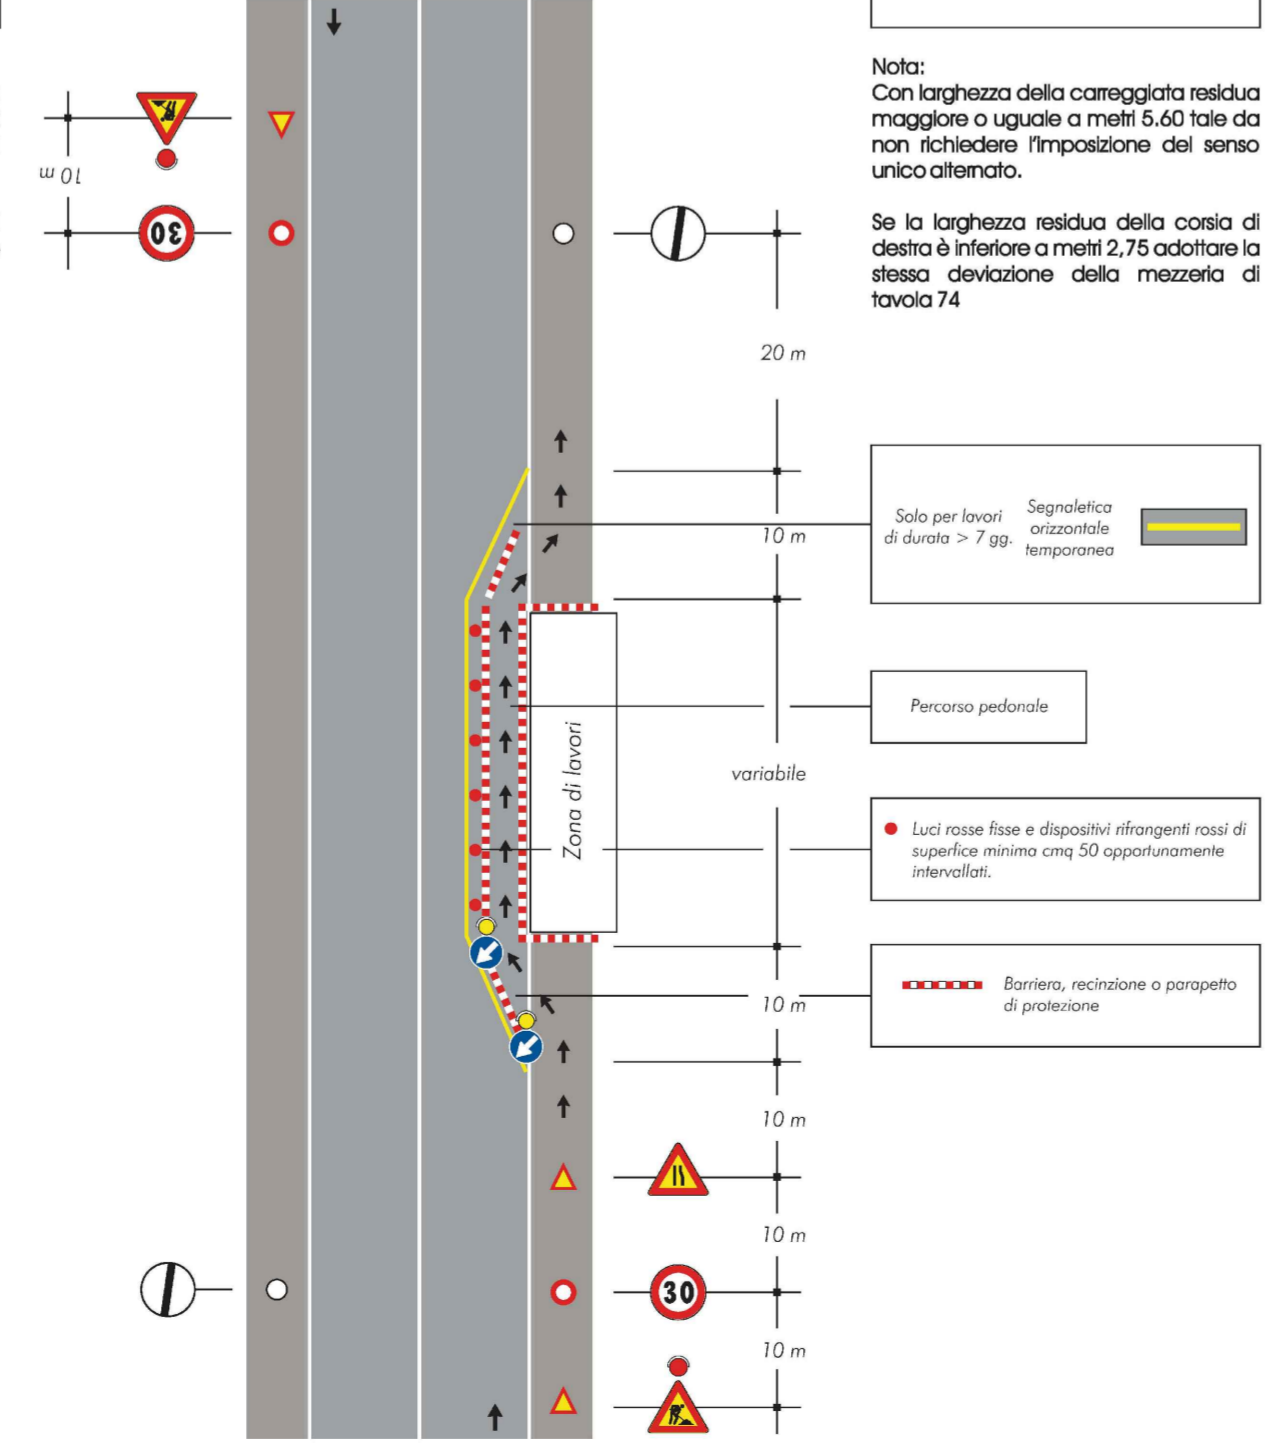 Nota:
Con larghezza della carreggiata residua
maggiore o uguale a metri 5.60 tale da
non richiedere l'imposizione del senso
unico alternato.
Se la larghezza residua della corsia di
destra è inferiore a metri 2,75 adottare la
stessa deviazione della mezzeria di
tavola 74
10 m
30
20 m
10 m
Solo per lavori
di durata > 7 gg.
Segnaletica
orizzontale
temporanea
Percorso pedonale
Zona di lavori
variabile
Luci rosse fisse e dispositivi rifrangenti rossi di
superfice minima cmq 50 opportunamente
intervallati.
Barriera, recinzione o parapetto
di protezione
10 m
10 m
10 m
30
10 m